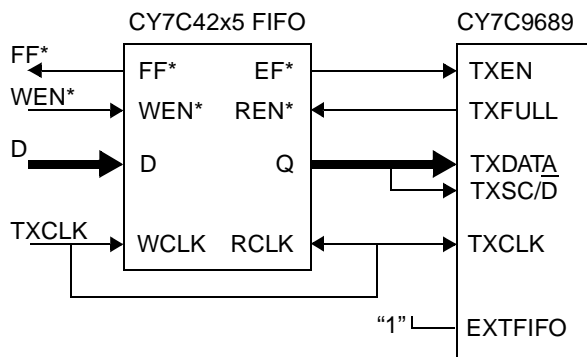 CY7C42x5 FIFO CY7C9689
FF* FF* EF* TXEN
WEN* WEN* REN* TXFULL
D D Q TXDATA
TXSC/D
TXCLK WCLK RCLK TXCLK
“1” EXTFIFO